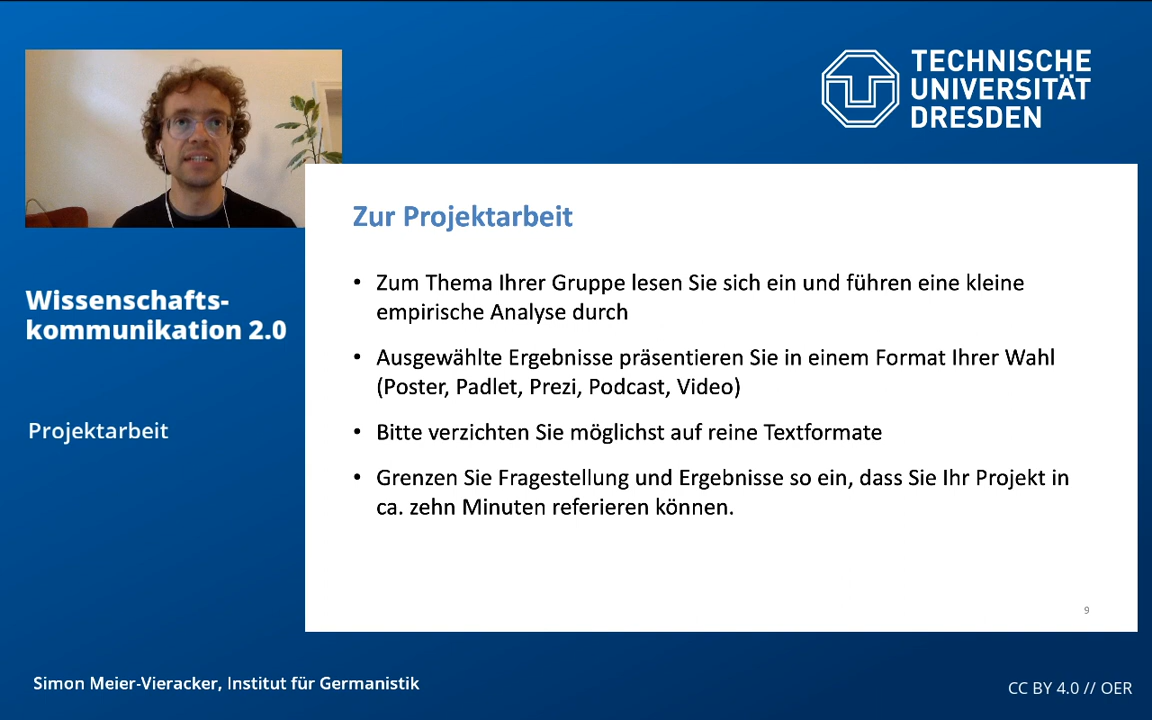 TECHNISCHE
UNIVERSITÄT
DRESDEN
Wissenschafts-
kommunikation 2.0
Projektarbeit
Zur Projektarbeit
• Zum Thema Ihrer Gruppe lesen Sie sich ein und führen eine kleine
empirische Analyse durch
• Ausgewählte Ergebnisse präsentieren Sie in einem Format Ihrer Wahl
(Poster, Padlet, Prezi, Podcast, Video)
• Bitte verzichten Sie möglichst auf reine Textformate
• Grenzen Sie Fragestellung und Ergebnisse so ein, dass Sie Ihr Projekt in
ca. zehn Minuten referieren können.
9
Simon Meier-Vieracker, Institut für Germanistik
CC BY 4.0 // OER